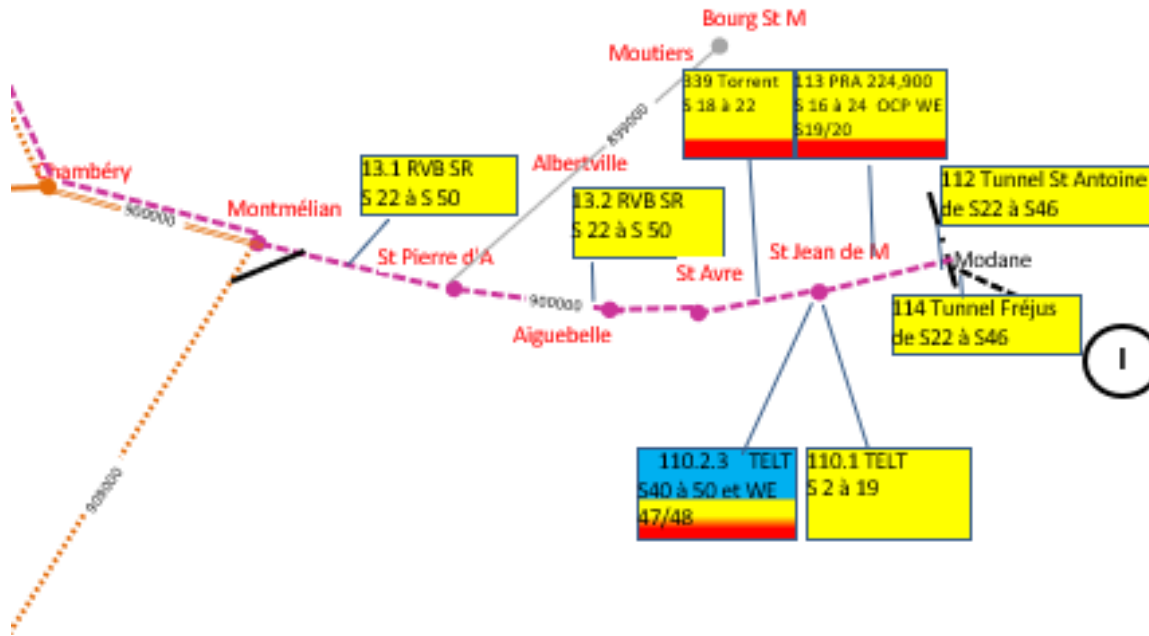 Bourg St M
Moutiers
339 Torrent
S 18 à 22
113 PRA 224,900
S 16 à 24 OCP WE
S19/20
899000
Albertville
Chambéry
900000
Montmélian
13.1 RVB SR
S 22 à S 50
St Pierre d'A
13.2 RVB SR
S 22 à S 50
St Avre
St Jean de M
112 Tunnel St Antoine
de S22 à S46
Modane
900000
Aiguebelle
114 Tunnel Fréjus
de S22 à S46
I
909000
110.2.3 TELT
S40 à 50 et WE
47/48
110.1 TELT
S 2 à 19